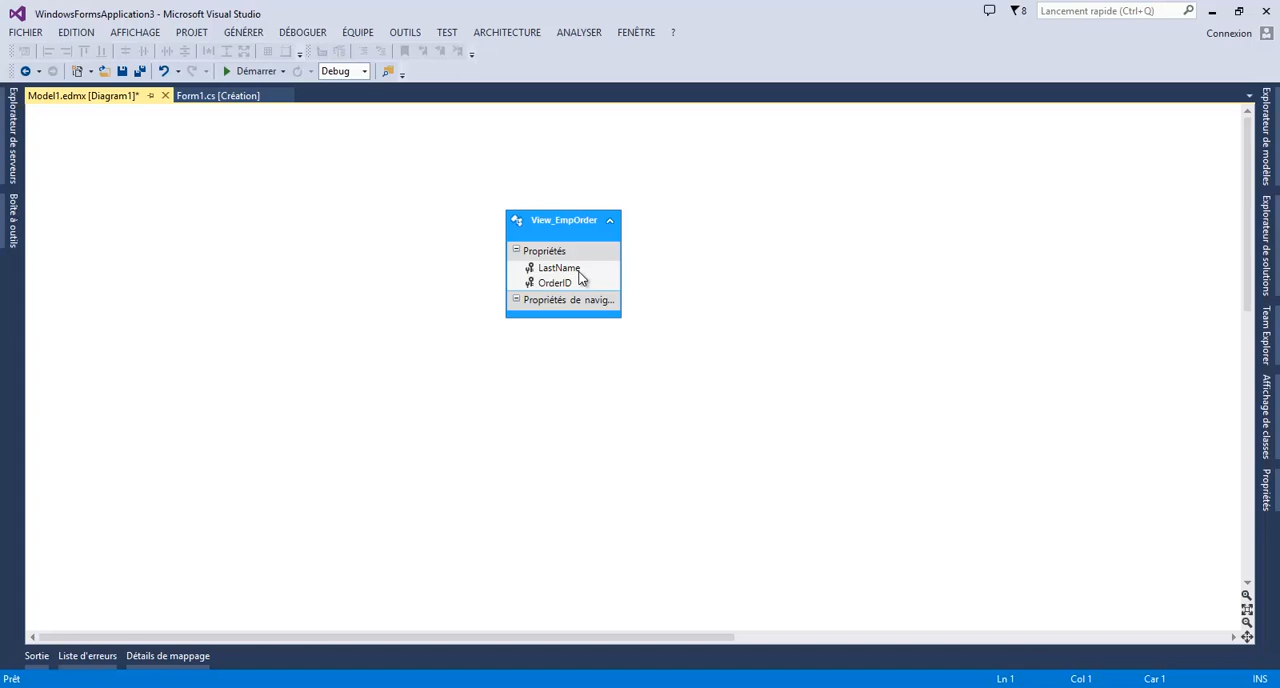 WindowsFormsApplication3 - Microsoft Visual Studio
8
Lancement rapide (Ctrl+Q)
FICHIER EDITION AFFICHAGE PROJET GÉNÉRER DÉBOGUER ÉQUIPE OUTILS TEST ARCHITECTURE ANALYSER FENÊTRE ?
Connexion
Démarrer Debug
Model1.edmx [Diagram1]* Form1.cs [Création]
Explorateur de serveurs
Boîte à outils
View_EmpOrder
Propriétés
LastName
OrderID
Propriétés de navig...
Explorateur de modèles
Explorateur de solutions
Team Explorer
Affichage de classes
Propriétés
Sortie Liste d'erreurs Détails de mappage
Prêt Ln 1 Col 1 Car 1 INS